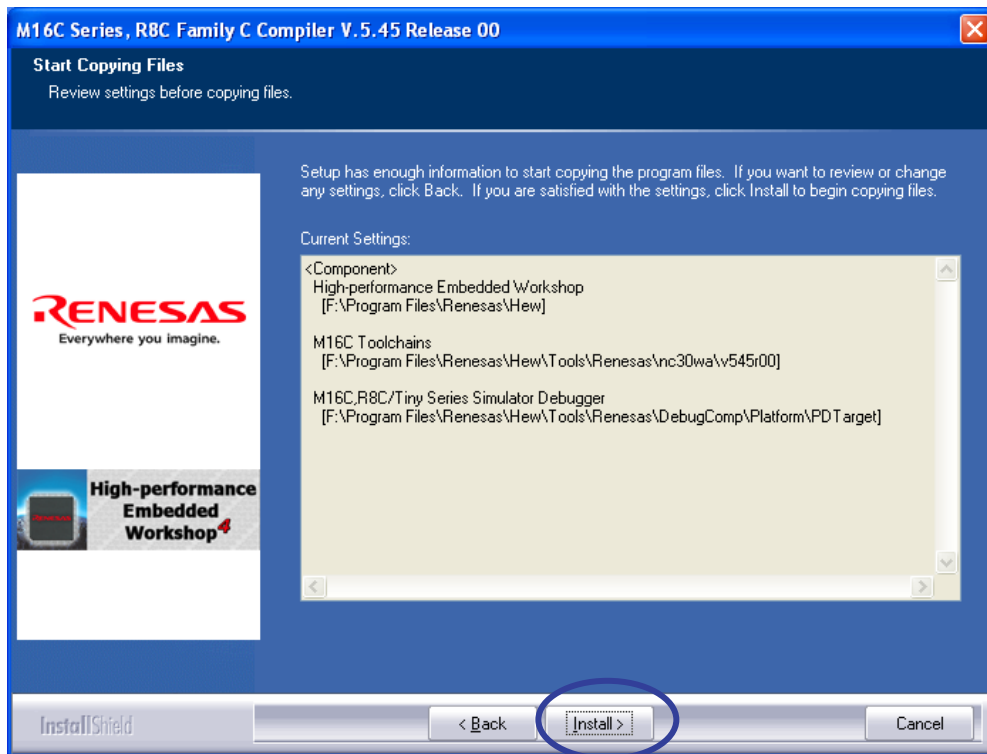 M16C Series, R8C Family C Compiler V.5.45 Release 00
Start Copying Files
Review settings before copying files.
Setup has enough information to start copying the program files. If you want to review or change
any settings, click Back. If you are satisfied with the settings, click Install to begin copying files.
Current Settings:
<Component>
High-performance Embedded Workshop
[F:\Program Files\Renesas\Hew]
M16C Toolchains
[F:\Program Files\Renesas\Hew\Tools\Renesas\nc30wa\v545r00]
M16C,R8C/Tiny Series Simulator Debugger
[F:\Program Files\Renesas\Hew\Tools\Renesas\DebugComp\Platform\PDTarget]
RENESAS
Everywhere you imagine.
RENESAS
High-performance
Embedded
Workshop4
InstallShield
< Back
Install >
Cancel